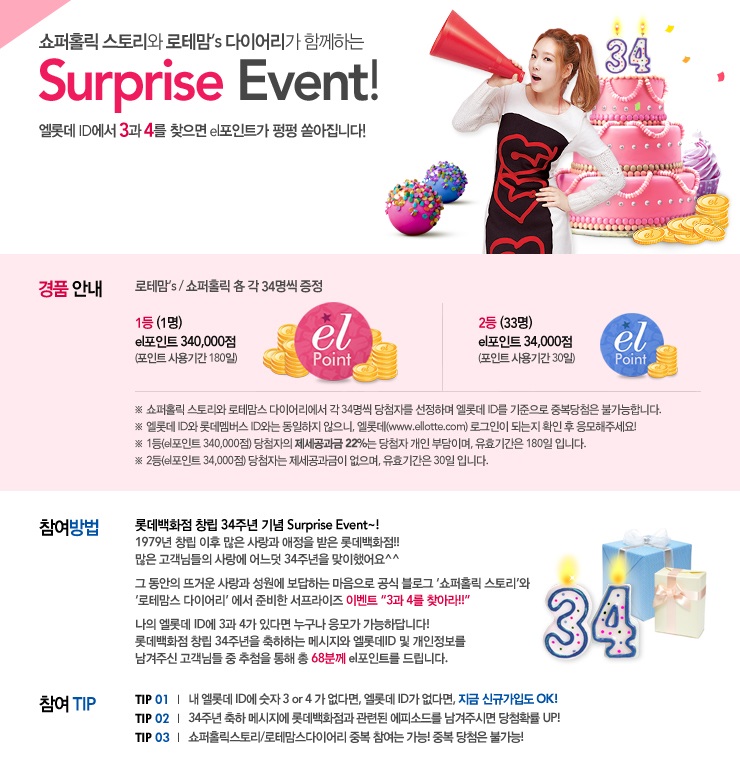 쇼퍼홀릭 스토리와 로테맘's 다이어리가 함께하는
Surprise Event!
엘롯데 ID에서 3과 4를 찾으면 el포인트가 펑펑 쏟아집니다!
34
경품 안내
로테맘's / 쇼퍼홀릭 各 각 34명씩 증정
1등 (1명)
el포인트 340,000점
(포인트 사용기간 180일)
el
Point
2등 (33명)
el포인트 34,000점
(포인트 사용기간 30일)
el
Point
※ 쇼퍼홀릭 스토리와 로테맘스 다이어리에서 각 34명씩 당첨자를 선정하며 엘롯데 ID를 기준으로 중복당첨은 불가능합니다.
※ 엘롯데 ID와 롯데멤버스 ID와는 동일하지 않으니, 엘롯데(www.ellotte.com) 로그인이 되는지 확인 후 응모해주세요!
※ 1등(el포인트 340,000점) 당첨자의 제세공과금 22%는 당첨자 개인 부담이며, 유효기간은 180일 입니다.
※ 2등(el포인트 34,000점) 당첨자는 제세공과금이 없으며, 유효기간은 30일 입니다.
참여방법
롯데백화점 창립 34주년 기념 Surprise Event~!
1979년 창립 이후 많은 사랑과 애정을 받은 롯데백화점!!
많은 고객님들의 사랑에 어느덧 34주년을 맞이했어요^^
그 동안의 뜨거운 사랑과 성원에 보답하는 마음으로 공식 블로그 '쇼퍼홀릭 스토리'와
'로테맘스 다이어리' 에서 준비한 서프라이즈 이벤트 "3과 4를 찾아라!!"
나의 엘롯데 ID에 3과 4가 있다면 누구나 응모가 가능하답니다!
롯데백화점 창립 34주년을 축하하는 메시지와 엘롯데ID 및 개인정보를
남겨주신 고객님들 중 추첨을 통해 총 68분께 el포인트를 드립니다.
34
참여 TIP
TIP 01 | 내 엘롯데 ID에 숫자 3 or 4 가 없다면, 엘롯데 ID가 없다면, 지금 신규가입도 OK!
TIP 02 | 34주년 축하 메시지에 롯데백화점과 관련된 에피소드를 남겨주시면 당첨확률 UP!
TIP 03 | 쇼퍼홀릭스토리/로테맘스다이어리 중복 참여는 가능! 중복 당첨은 불가능!